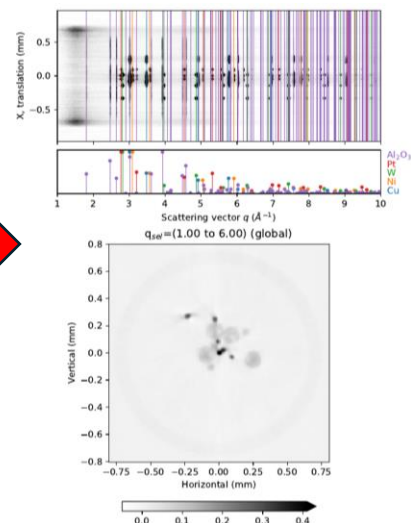 X, translation (mm)
0.5
0.0
−0.5
Al₂O₃
Pt
W
Ni
Cu
1 2 3 4 5 6 7 8 9 10
Scattering vector q (Å⁻¹)
q_sel=(1.00 to 6.00) (global)
Vertical (mm)
0.8
0.6
0.4
0.2
0.0
−0.2
−0.4
−0.6
−0.8
−0.75 −0.50 −0.25 0.00 0.25 0.50 0.75
Horizontal (mm)
0.0 0.1 0.2 0.3 0.4